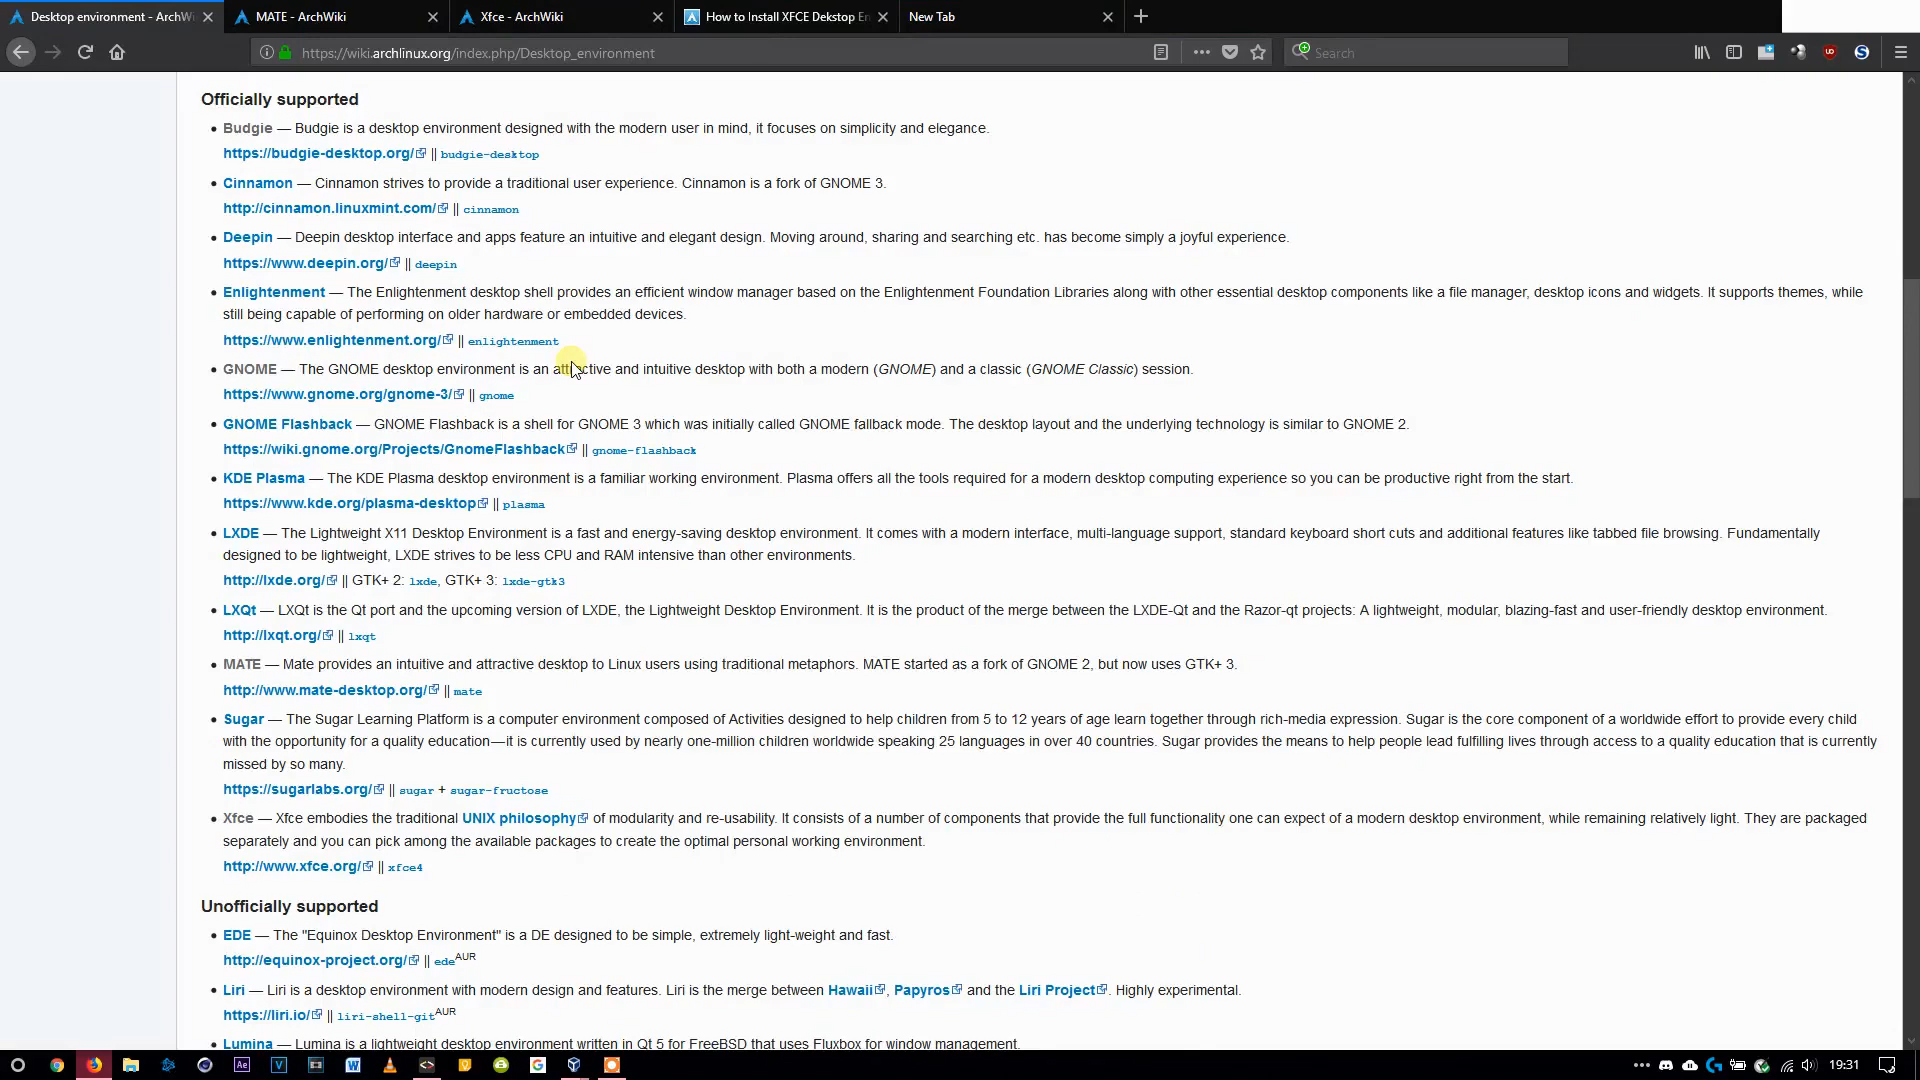 Desktop environment - ArchWi
MATE - ArchWiki
Xfce - ArchWiki
How to Install XFCE Dekstop En
New Tab
https://wiki.archlinux.org/index.php/Desktop_environment
Search
Officially supported
Budgie — Budgie is a desktop environment designed with the modern user in mind, it focuses on simplicity and elegance.
https://budgie-desktop.org/ || budgie-desktop
Cinnamon — Cinnamon strives to provide a traditional user experience. Cinnamon is a fork of GNOME 3.
http://cinnamon.linuxmint.com/ || cinnamon
Deepin — Deepin desktop interface and apps feature an intuitive and elegant design. Moving around, sharing and searching etc. has become simply a joyful experience.
https://www.deepin.org/ || deepin
Enlightenment — The Enlightenment desktop shell provides an efficient window manager based on the Enlightenment Foundation Libraries along with other essential desktop components like a file manager, desktop icons and widgets. It supports themes, while
still being capable of performing on older hardware or embedded devices.
https://www.enlightenment.org/ || enlightenment
GNOME — The GNOME desktop environment is an attractive and intuitive desktop with both a modern (GNOME) and a classic (GNOME Classic) session.
https://www.gnome.org/gnome-3/ || gnome
GNOME Flashback — GNOME Flashback is a shell for GNOME 3 which was initially called GNOME fallback mode. The desktop layout and the underlying technology is similar to GNOME 2.
https://wiki.gnome.org/Projects/GnomeFlashback || gnome-flashback
KDE Plasma — The KDE Plasma desktop environment is a familiar working environment. Plasma offers all the tools required for a modern desktop computing experience so you can be productive right from the start.
https://www.kde.org/plasma-desktop || plasma
LXDE — The Lightweight X11 Desktop Environment is a fast and energy-saving desktop environment. It comes with a modern interface, multi-language support, standard keyboard short cuts and additional features like tabbed file browsing. Fundamentally
designed to be lightweight, LXDE strives to be less CPU and RAM intensive than other environments.
http://lxde.org/ || GTK+ 2: lxde, GTK+ 3: lxde-gtk3
LXQt — LXQt is the Qt port and the upcoming version of LXDE, the Lightweight Desktop Environment. It is the product of the merge between the LXDE-Qt and the Razor-qt projects: A lightweight, modular, blazing-fast and user-friendly desktop environment.
http://lxqt.org/ || lxqt
MATE — Mate provides an intuitive and attractive desktop to Linux users using traditional metaphors. MATE started as a fork of GNOME 2, but now uses GTK+ 3.
http://www.mate-desktop.org/ || mate
Sugar — The Sugar Learning Platform is a computer environment composed of Activities designed to help children from 5 to 12 years of age learn together through rich-media expression. Sugar is the core component of a worldwide effort to provide every child
with the opportunity for a quality education—it is currently used by nearly one-million children worldwide speaking 25 languages in over 40 countries. Sugar provides the means to help people lead fulfilling lives through access to a quality education that is currently
missed by so many.
https://sugarlabs.org/ || sugar + sugar-fructose
Xfce — Xfce embodies the traditional UNIX philosophy of modularity and re-usability. It consists of a number of components that provide the full functionality one can expect of a modern desktop environment, while remaining relatively light. They are packaged
separately and you can pick among the available packages to create the optimal personal working environment.
http://www.xfce.org/ || xfce4
Unofficially supported
EDE — The "Equinox Desktop Environment" is a DE designed to be simple, extremely light-weight and fast.
http://equinox-project.org/ || ede AUR
Liri — Liri is a desktop environment with modern design and features. Liri is the merge between Hawaii, Papyros and the Liri Project. Highly experimental.
https://liri.io/ || liri-shell-git AUR
Lumina — Lumina is a lightweight desktop environment written in Qt 5 for FreeBSD that uses Fluxbox for window management.
19:31